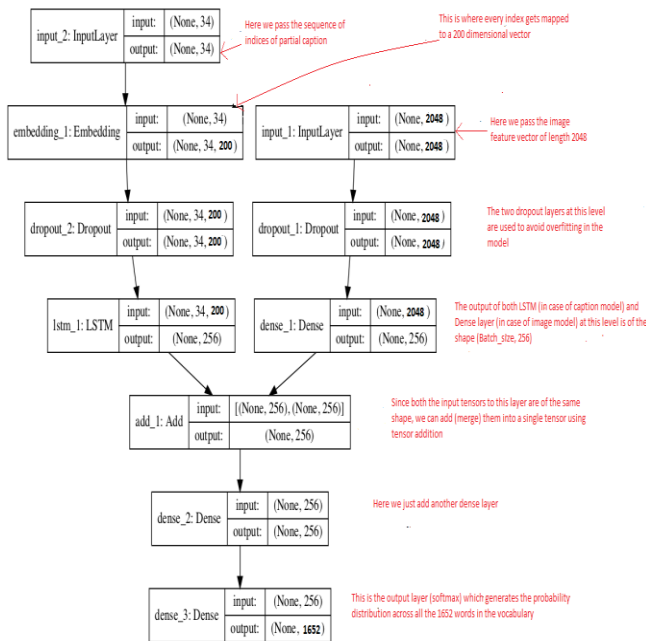 input_2: InputLayer
input: (None, 34)
output: (None, 34)
Here we pass the sequence of
indices of partial caption
This is where every index gets mapped
to a 200 dimensional vector
embedding_1: Embedding
input: (None, 34)
output: (None, 34, 200)
input_1: InputLayer
input: (None, 2048)
output: (None, 2048)
Here we pass the image
feature vector of length 2048
dropout_2: Dropout
input: (None, 34, 200)
output: (None, 34, 200)
dropout_1: Dropout
input: (None, 2048)
output: (None, 2048)
The two dropout layers at this level
are used to avoid overfitting in the
model
lstm_1: LSTM
input: (None, 34, 200)
output: (None, 256)
dense_1: Dense
input: (None, 2048)
output: (None, 256)
The output of both LSTM (in case of caption model) and
Dense layer (in case of image model) at this level is of the
shape (Batch_size, 256)
add_1: Add
input: [(None, 256), (None, 256)]
output: (None, 256)
Since both the input tensors to this layer are of the same
shape, we can add (merge) them into a single tensor using
tensor addition
dense_2: Dense
input: (None, 256)
output: (None, 256)
Here we just add another dense layer
dense_3: Dense
input: (None, 256)
output: (None, 1652)
This is the output layer (softmax) which generates the probability
distribution across all the 1652 words in the vocabulary